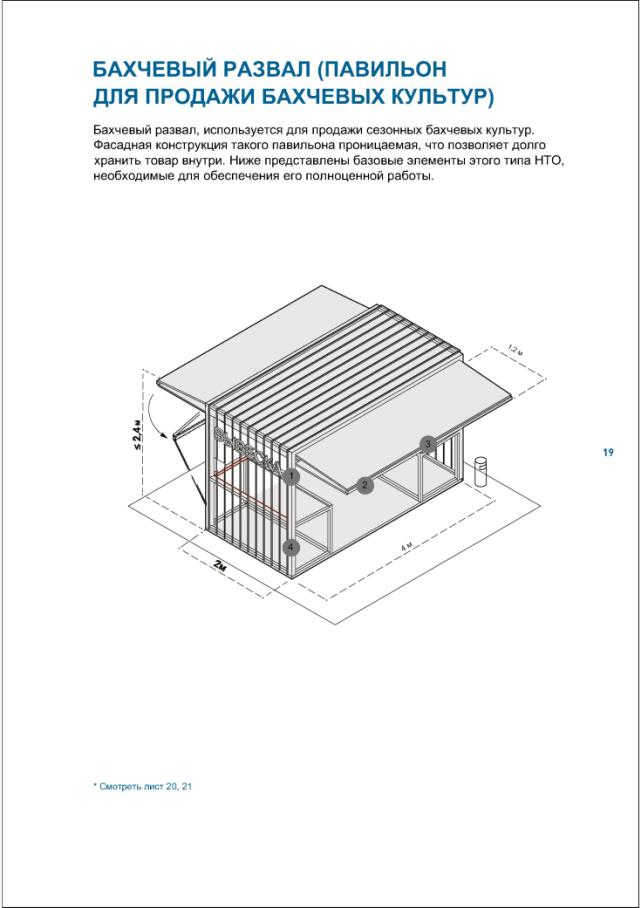 БАХЧЕВЫЙ РАЗВАЛ (ПАВИЛЬОН
ДЛЯ ПРОДАЖИ БАХЧЕВЫХ КУЛЬТУР)
Бахчевый развал, используется для продажи сезонных бахчевых культур.
Фасадная конструкция такого павильона проницаемая, что позволяет долго
хранить товар внутри. Ниже представлены базовые элементы этого типа НТО,
необходимые для обеспечения его полноценной работы.
1,2 м
≤ 2,4 м
ВЫВЕСКА
3
19
1
2
4
4 м
2м
* Смотреть лист 20, 21